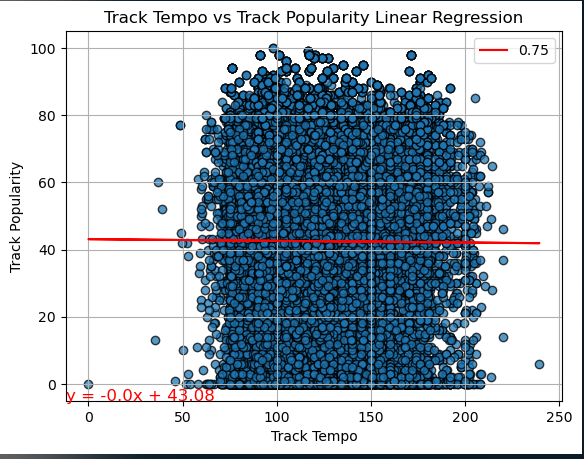 Track Tempo vs Track Popularity Linear Regression
0.75
100
80
60
40
20
0
Track Popularity
y = -0.0x + 43.08
0 50 100 150 200 250
Track Tempo